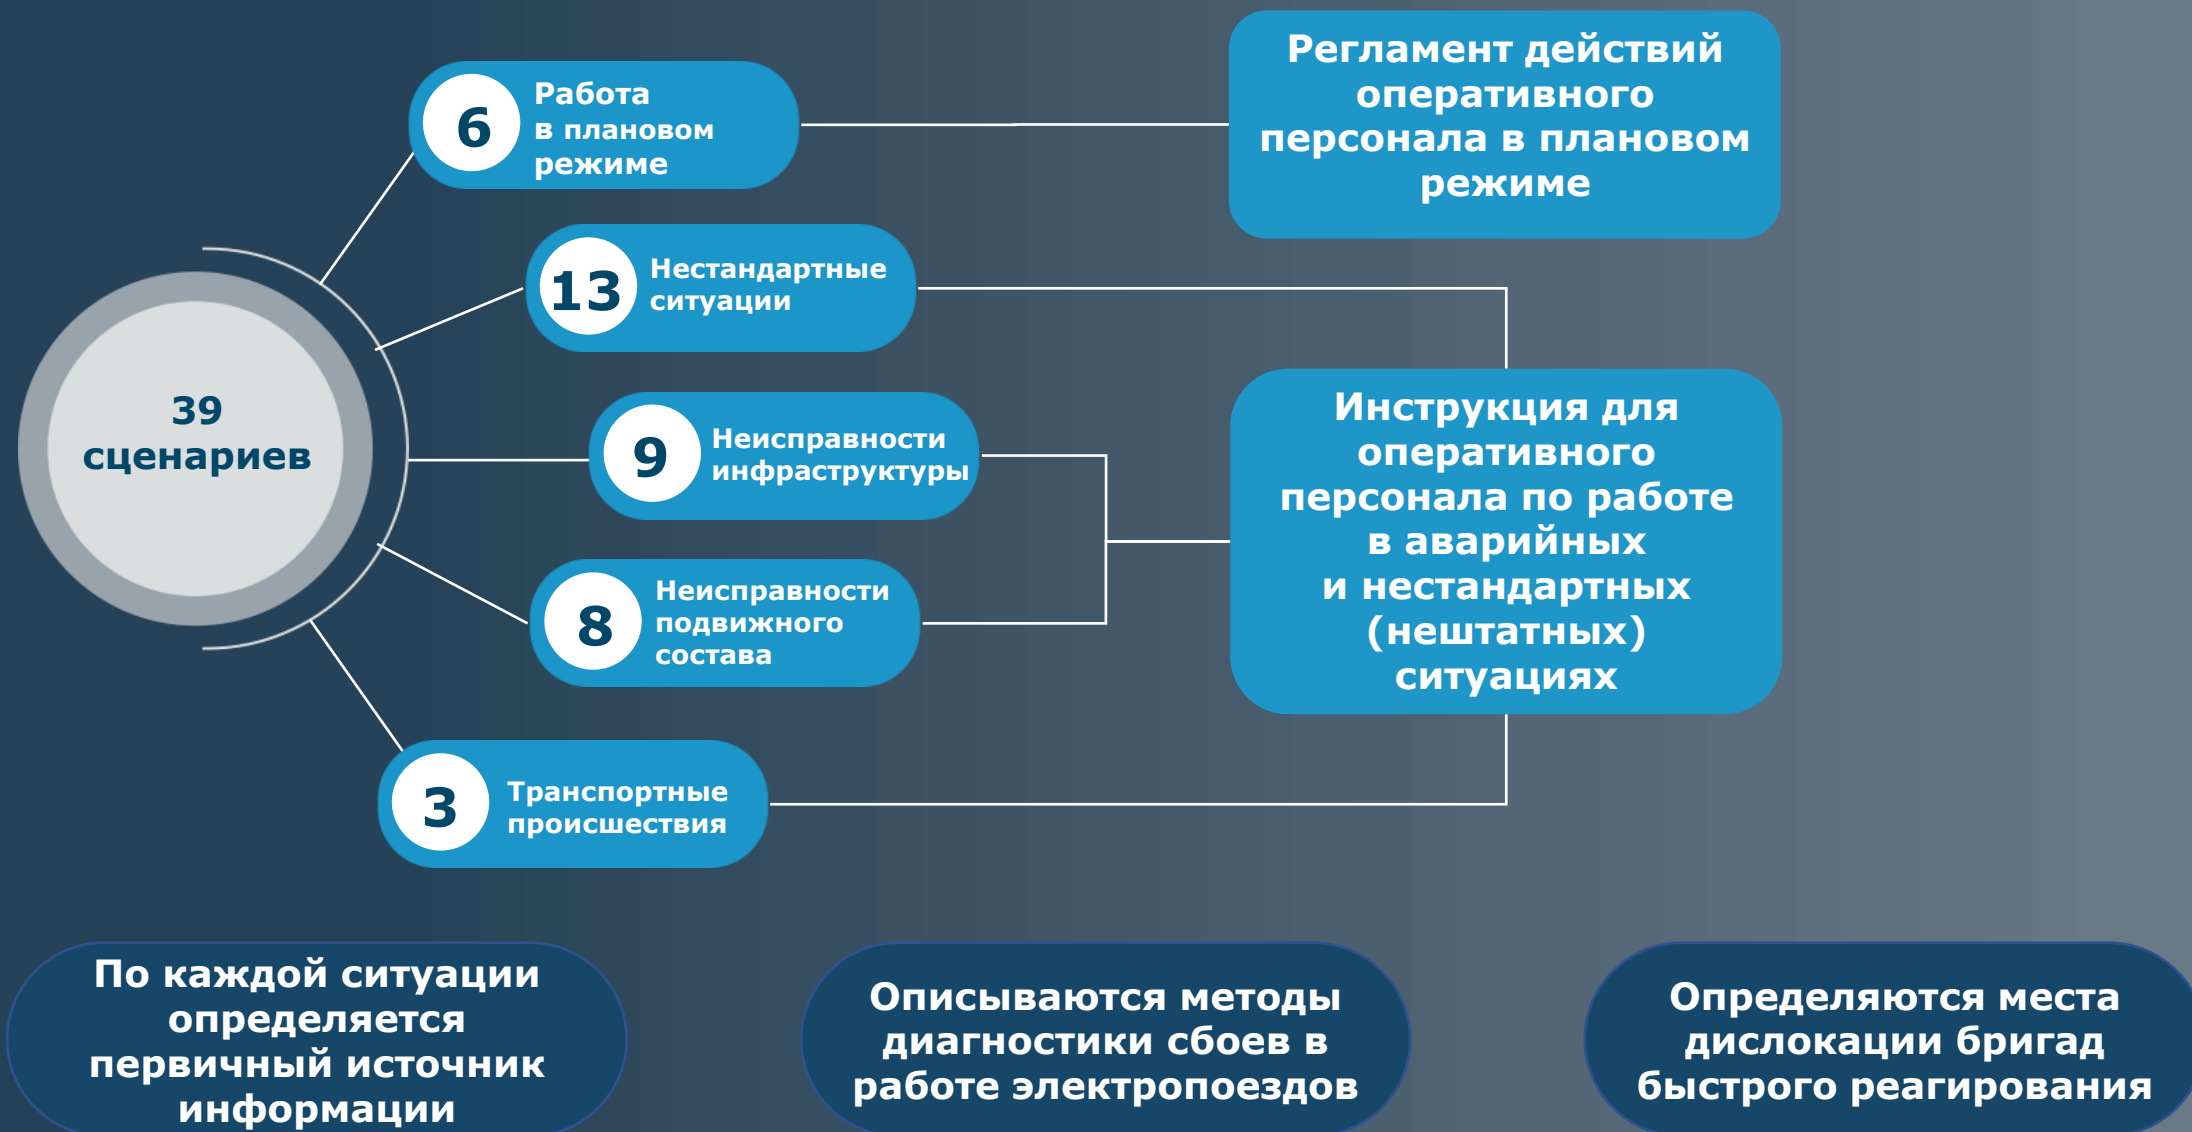 39
сценариев
6
Работа
в плановом
режиме
13
Нестандартные
ситуации
9
Неисправности
инфраструктуры
8
Неисправности
подвижного
состава
3
Транспортные
происшествия
Регламент действий
оперативного
персонала в плановом
режиме
Инструкция для
оперативного
персонала по работе
в аварийных
и нестандартных
(нештатных)
ситуациях
По каждой ситуации
определяется
первичный источник
информации
Описываются методы
диагностики сбоев в
работе электропоездов
Определяются места
дислокации бригад
быстрого реагирования